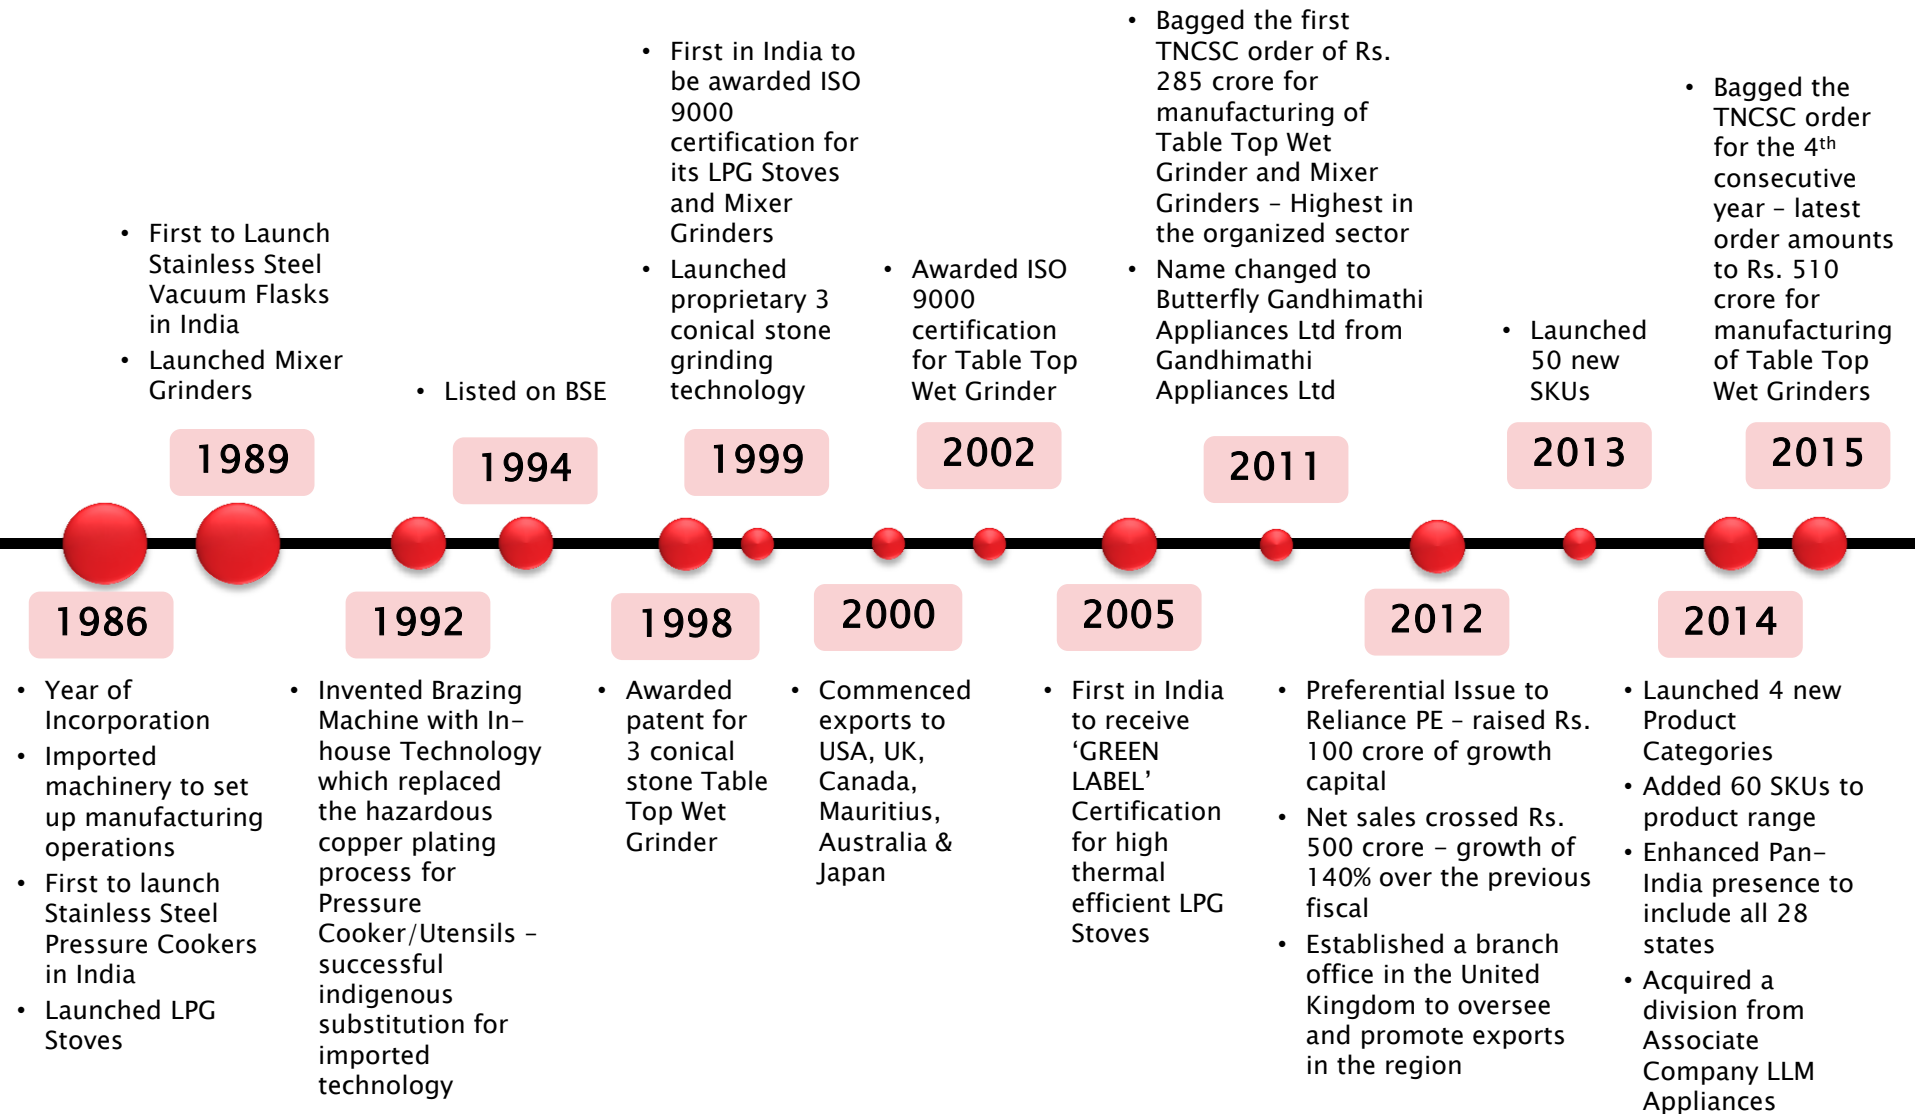 • First to Launch
Stainless Steel
Vacuum Flasks
in India
• Launched Mixer
Grinders
1989
• Listed on BSE
1994
• First in India to
be awarded ISO
9000
certification for
its LPG Stoves
and Mixer
Grinders
• Launched
proprietary 3
conical stone
grinding
technology
1999
• Awarded ISO
9000
certification
for Table Top
Wet Grinder
2002
• Bagged the first
TNCSC order of Rs.
285 crore for
manufacturing of
Table Top Wet
Grinder and Mixer
Grinders – Highest in
the organized sector
• Name changed to
Butterfly Gandhimathi
Appliances Ltd from
Gandhimathi
Appliances Ltd
2011
• Launched
50 new
SKUs
2013
• Bagged the
TNCSC order
for the 4th
consecutive
year – latest
order amounts
to Rs. 510
crore for
manufacturing
of Table Top
Wet Grinders
2015
1986
• Year of
Incorporation
• Imported
machinery to set
up manufacturing
operations
• First to launch
Stainless Steel
Pressure Cookers
in India
• Launched LPG
Stoves
1992
• Invented Brazing
Machine with In-
house Technology
which replaced
the hazardous
copper plating
process for
Pressure
Cooker/Utensils –
successful
indigenous
substitution for
imported
technology
1998
• Awarded
patent for
3 conical
stone Table
Top Wet
Grinder
2000
• Commenced
exports to
USA, UK,
Canada,
Mauritius,
Australia &
Japan
2005
• First in India
to receive
‘GREEN
LABEL’
Certification
for high
thermal
efficient LPG
Stoves
2012
• Preferential Issue to
Reliance PE – raised Rs.
100 crore of growth
capital
• Net sales crossed Rs.
500 crore – growth of
140% over the previous
fiscal
• Established a branch
office in the United
Kingdom to oversee
and promote exports
in the region
2014
• Launched 4 new
Product
Categories
• Added 60 SKUs to
product range
• Enhanced Pan-
India presence to
include all 28
states
• Acquired a
division from
Associate
Company LLM
Appliances